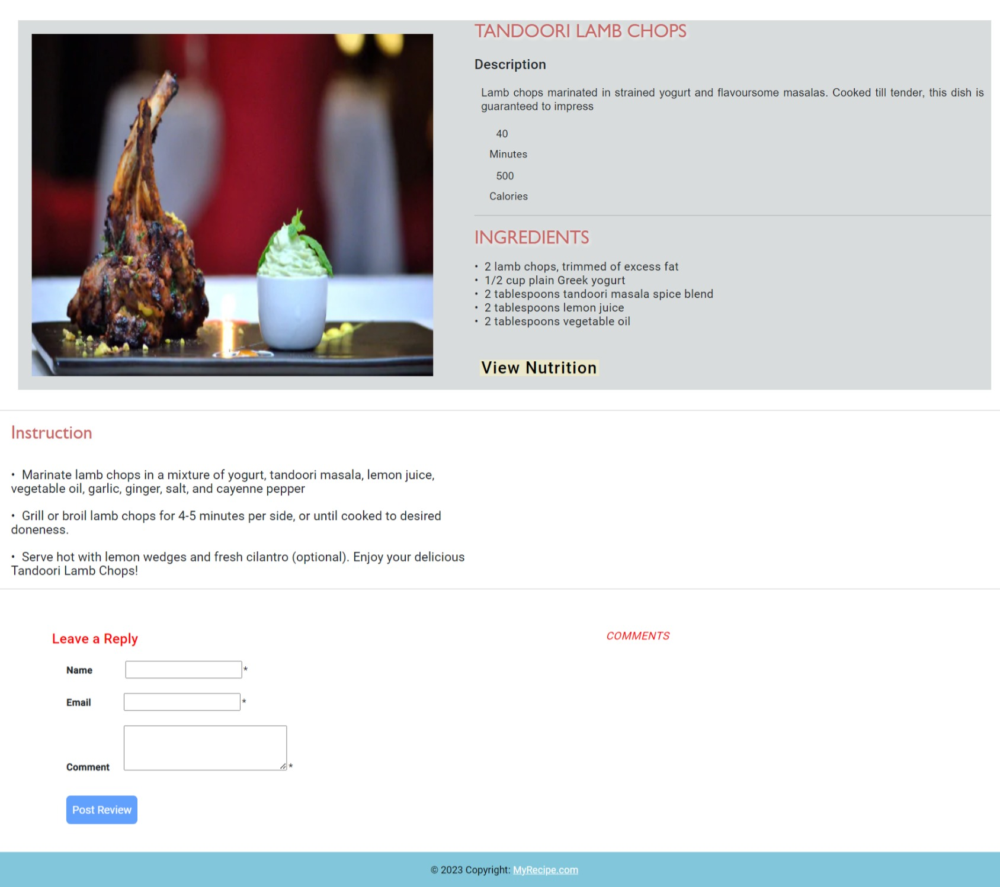 TANDOORI LAMB CHOPS
Description
Lamb chops marinated in strained yogurt and flavoursome masalas. Cooked till tender, this dish is
guaranteed to impress
40
Minutes
500
Calories
INGREDIENTS
• 2 lamb chops, trimmed of excess fat
• 1/2 cup plain Greek yogurt
• 2 tablespoons tandoori masala spice blend
• 2 tablespoons lemon juice
• 2 tablespoons vegetable oil
View Nutrition
Instruction
• Marinate lamb chops in a mixture of yogurt, tandoori masala, lemon juice,
vegetable oil, garlic, ginger, salt, and cayenne pepper
• Grill or broil lamb chops for 4-5 minutes per side, or until cooked to desired
doneness.
• Serve hot with lemon wedges and fresh cilantro (optional). Enjoy your delicious
Tandoori Lamb Chops!
Leave a Reply
Name *
Email *
Comment *
Post Review
COMMENTS
© 2023 Copyright: MyRecipe.com